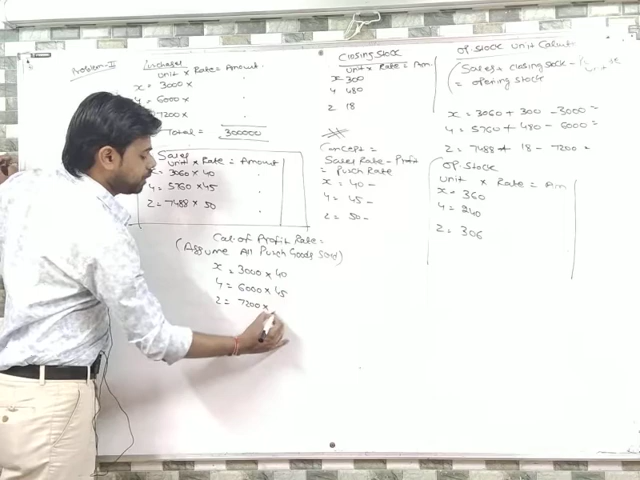 Problem-II
Purchases
unit x Rate = Amount.
x = 3000 x
y = 6000 x
7200 x
Total = 300000
Sales
unit x Rate = Amount
x = 3060 x 40
y = 5760 x 45
z = 7488 x 50
Cal. of Profit Rate =
(Assume All Purch Goods Sold)
x = 3000 x 40
y = 6000 x 45
z = 7200 x
Closing Stock
unit x Rate = Am.
x 300
y 480
z 18
Concept =
Sales Rate - Profit
= Purch Rate
x = 40 -
y = 45 -
z = 50 -
OP. Stock unit Calcul
(Sales + Closing stock -
= opening stock
x = 3060 + 300 - 3000 =
y = 5760 + 480 - 6000 =
z = 7488 + 18 - 7200 =
OP. Stock
unit x Rate = Am
x = 360
y = 240
z = 306